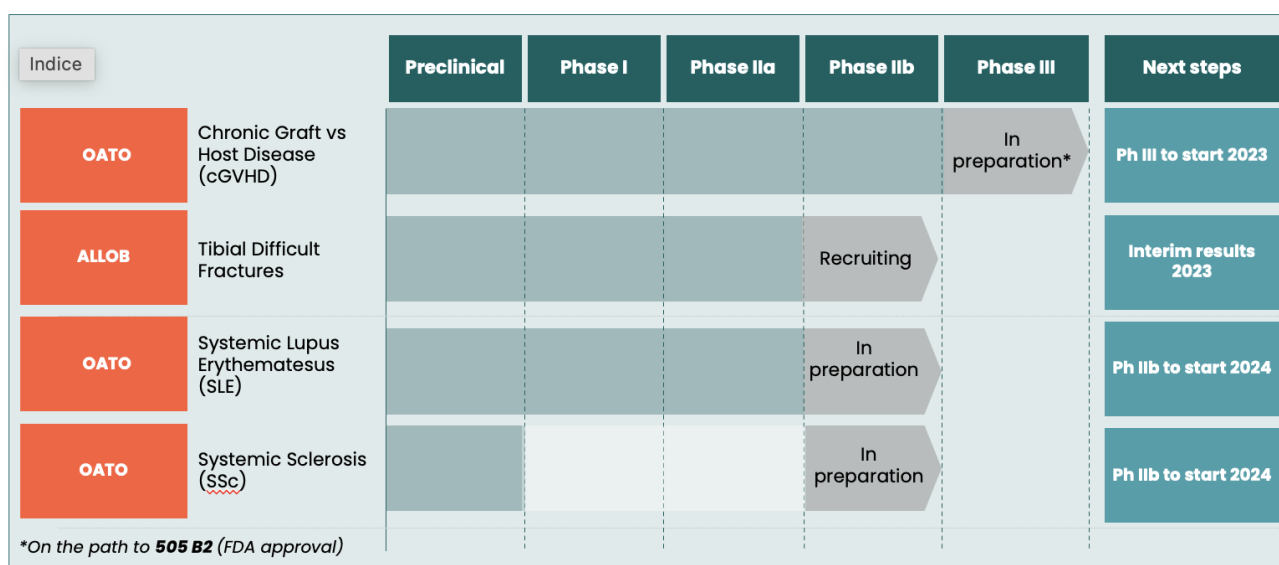 Indice
Preclinical
Phase I
Phase IIa
Phase IIb
Phase III
Next steps
OATO
Chronic Graft vs
Host Disease
(cGVHD)
In
preparation*
Ph III to start 2023
ALLOB
Tibial Difficult
Fractures
Recruiting
Interim results
2023
OATO
Systemic Lupus
Erythematesus
(SLE)
In
preparation
Ph IIb to start 2024
OATO
Systemic Sclerosis
(SSc)
In
preparation
Ph IIb to start 2024
*On the path to 505 B2 (FDA approval)